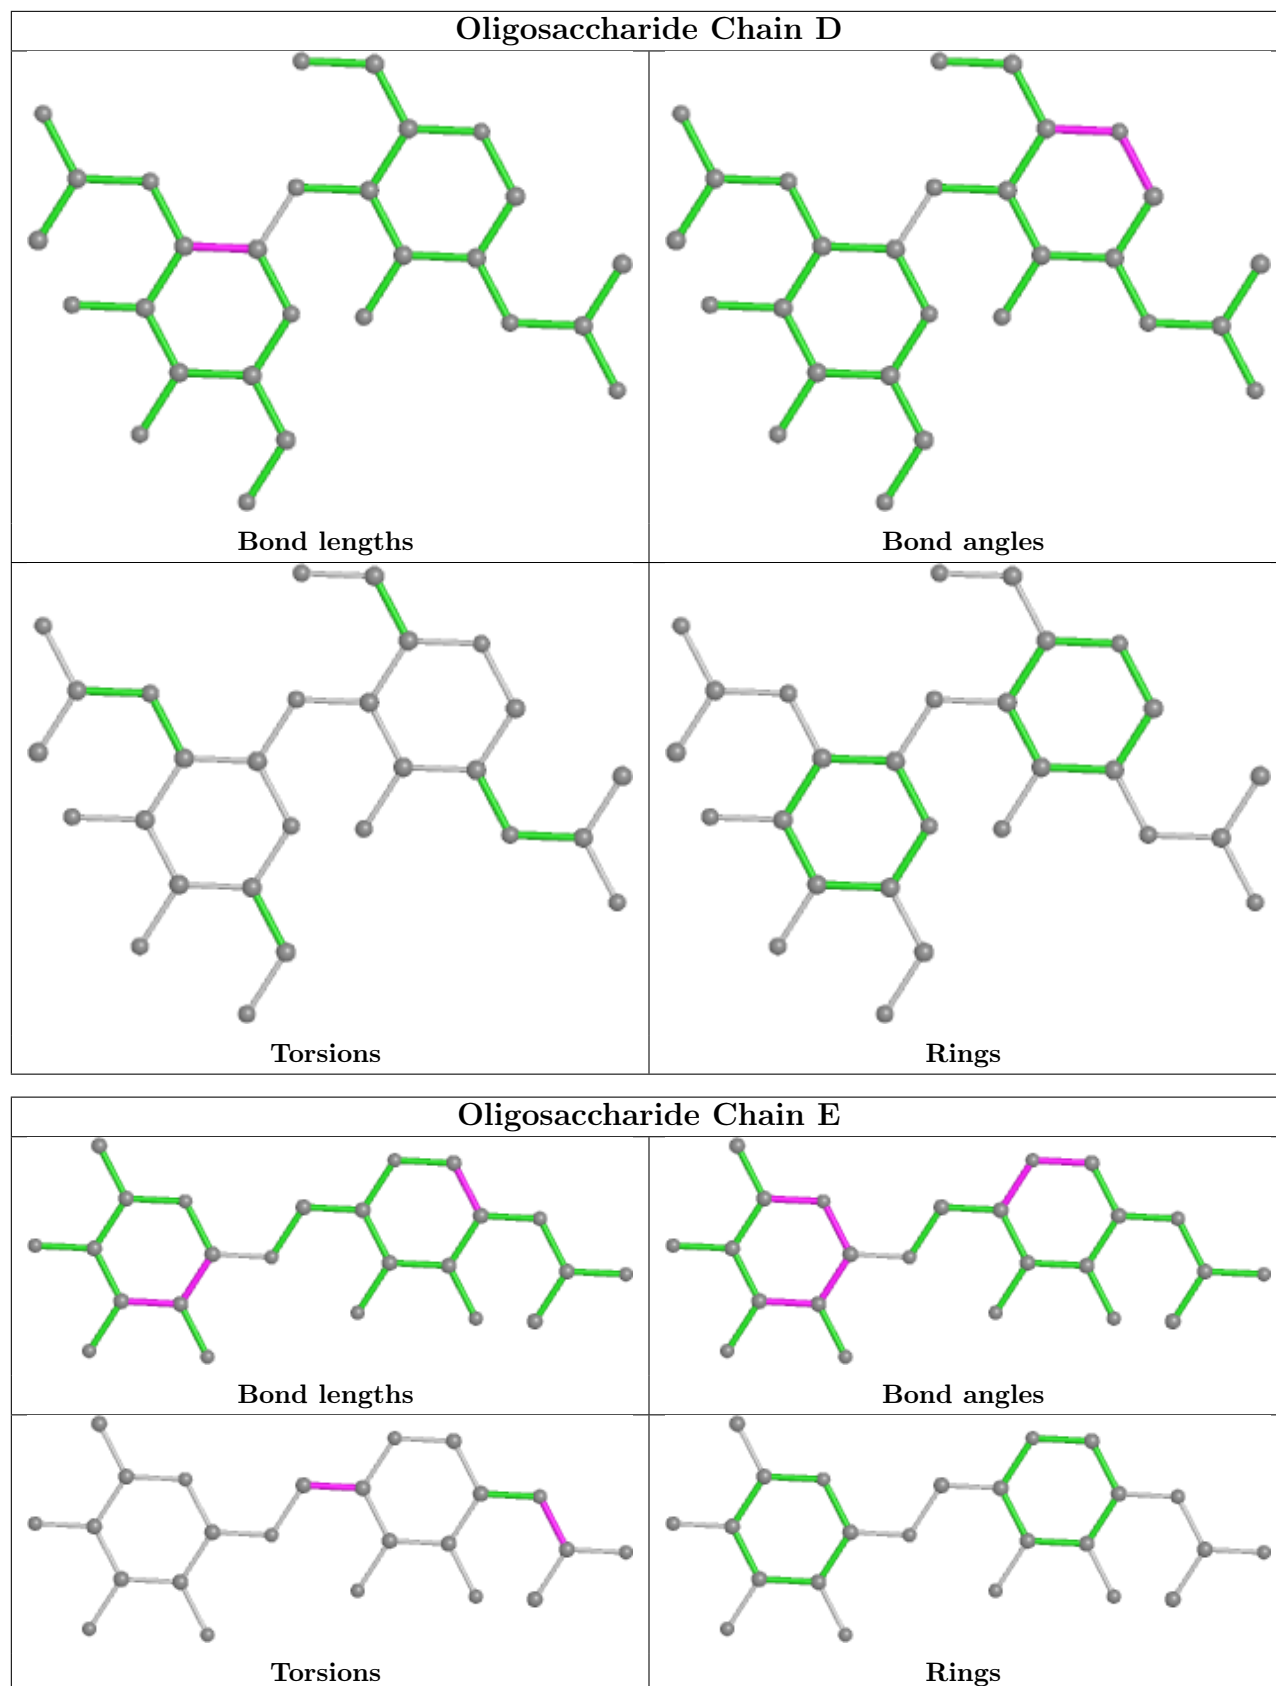 Oligosaccharide Chain D
Bond lengths
Bond angles
Torsions
Rings
Oligosaccharide Chain E
Bond lengths
Bond angles
Torsions
Rings